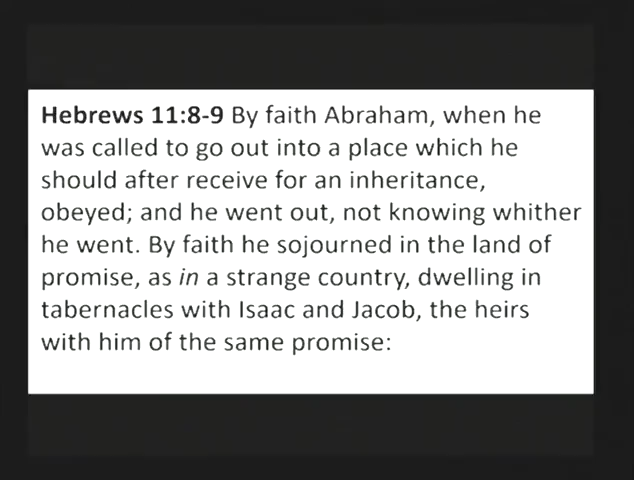 Hebrews 11:8-9 By faith Abraham, when he
was called to go out into a place which he
should after receive for an inheritance,
obeyed; and he went out, not knowing whither
he went. By faith he sojourned in the land of
promise, as in a strange country, dwelling in
tabernacles with Isaac and Jacob, the heirs
with him of the same promise: